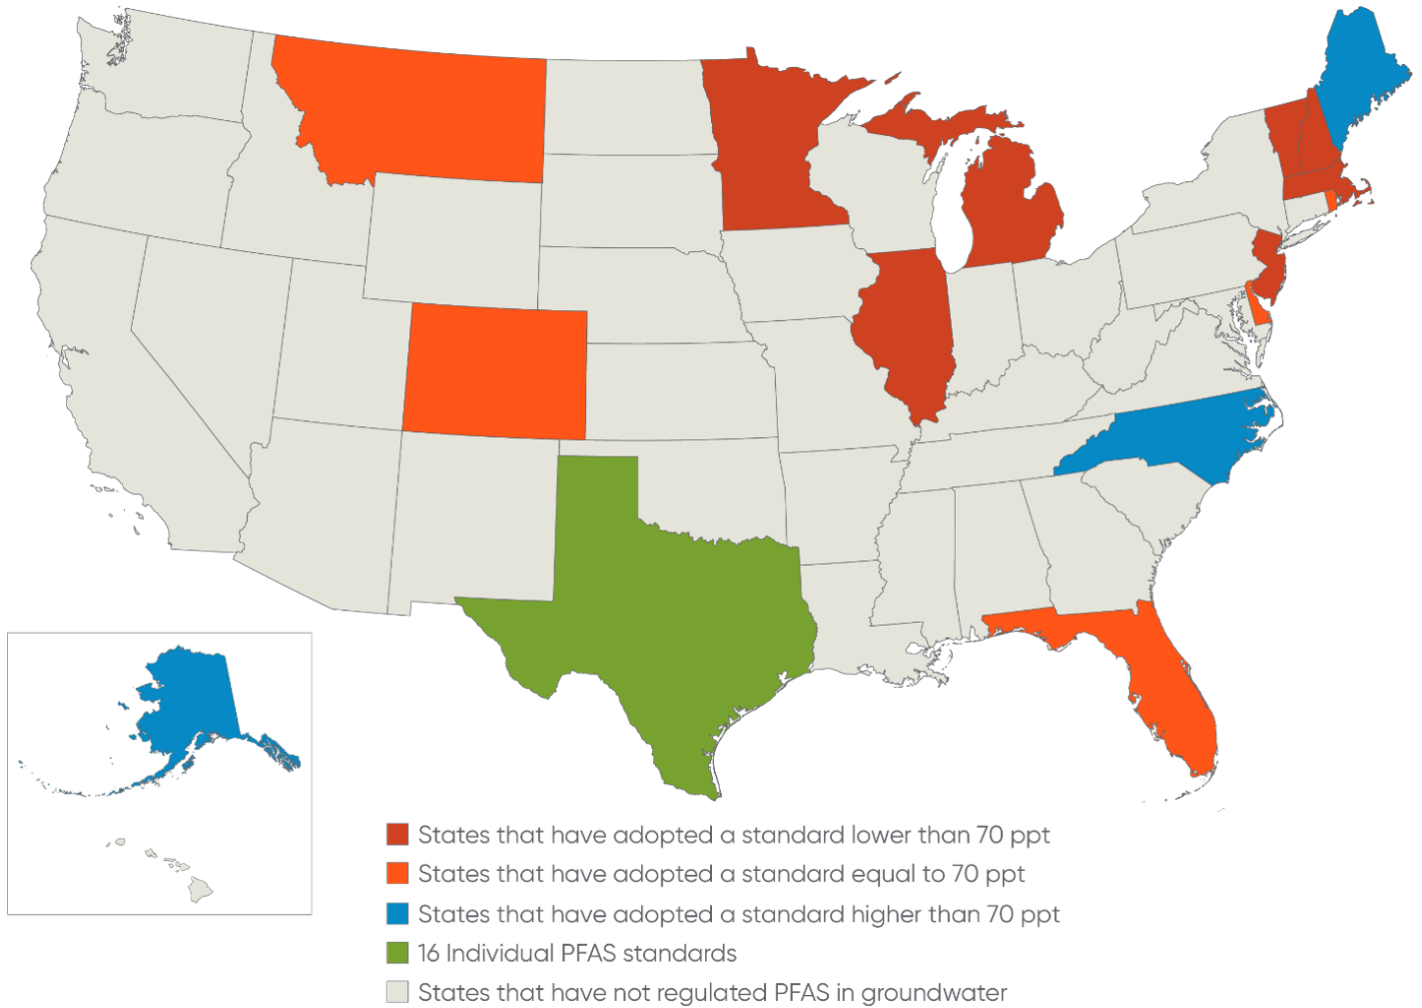 States that have adopted a standard lower than 70 ppt
States that have adopted a standard equal to 70 ppt
States that have adopted a standard higher than 70 ppt
16 Individual PFAS standards
States that have not regulated PFAS in groundwater